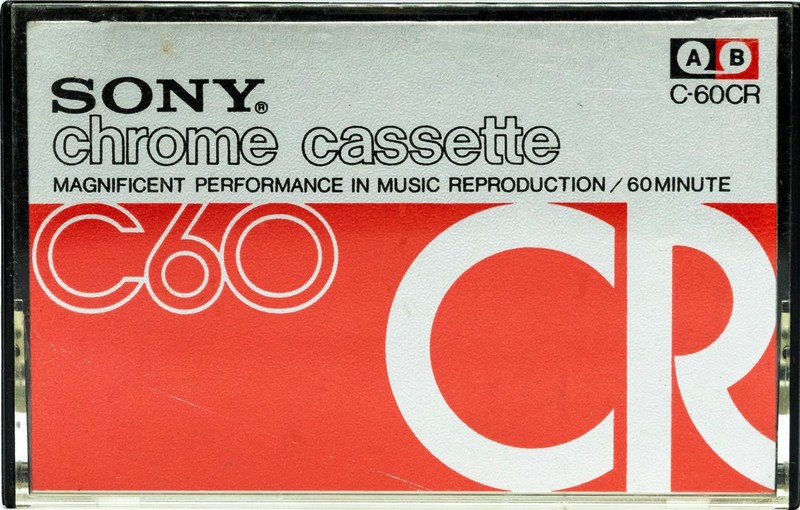 A B
SONY®
C-60CR
chrome cassette
MAGNIFICENT PERFORMANCE IN MUSIC REPRODUCTION / 60 MINUTE
C60
CR